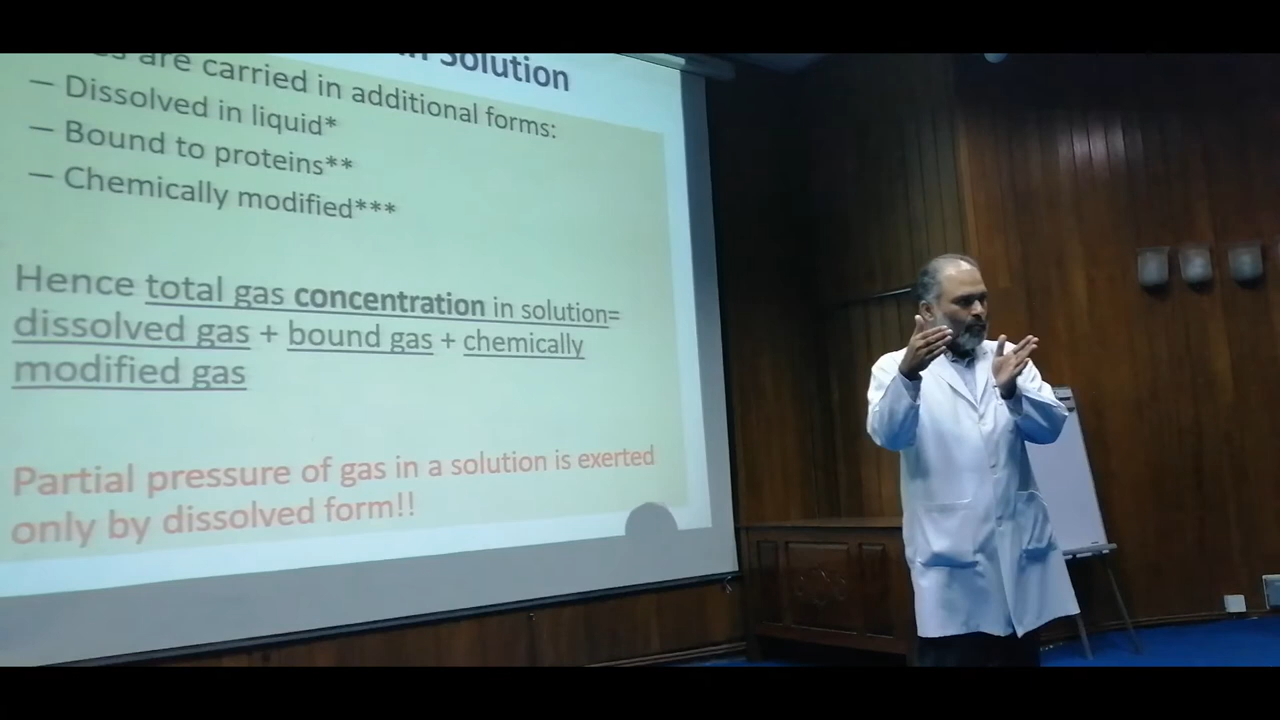 in Solution
are carried in additional forms:
– Dissolved in liquid*
– Bound to proteins**
– Chemically modified***
Hence total gas concentration in solution=
dissolved gas + bound gas + chemically
modified gas
Partial pressure of gas in a solution is exerted
only by dissolved form!!